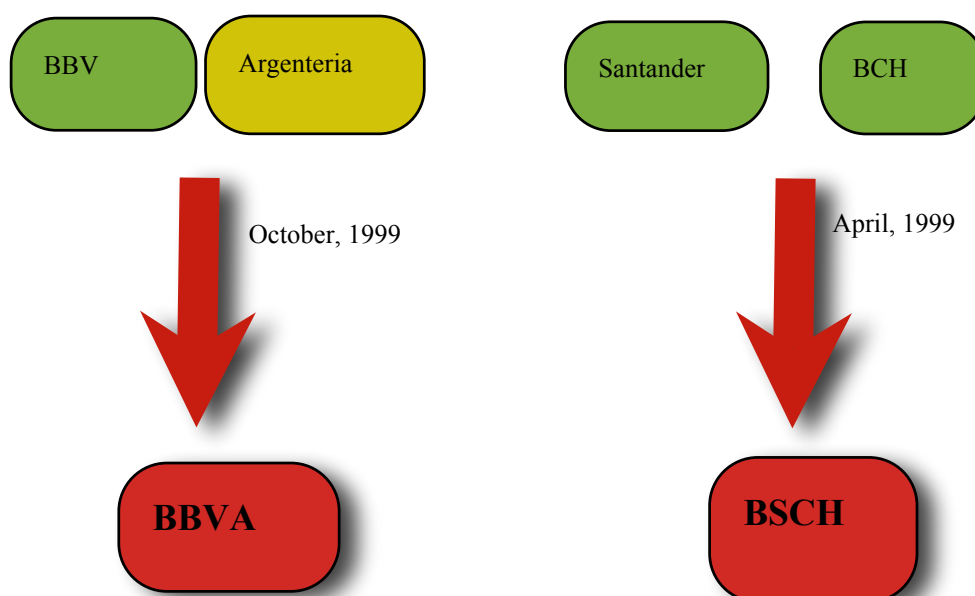 BBV
Argenteria
Santander
BCH
October, 1999
April, 1999
BBVA
BSCH